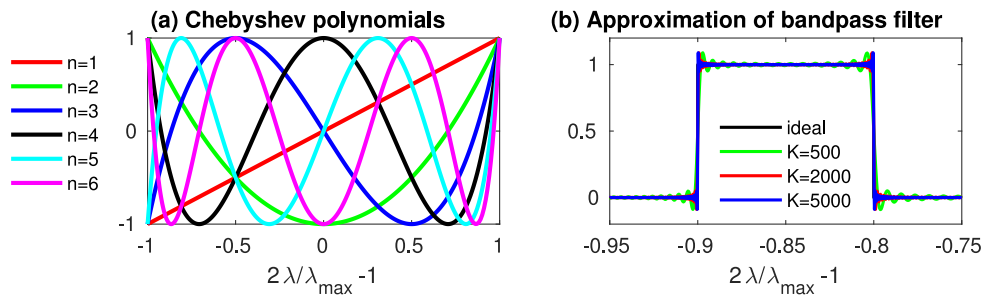 (a) Chebyshev polynomials
n=1
n=2
n=3
n=4
n=5
n=6
1
0
-1
-1 -0.5 0 0.5 1
2 λ/λ_max -1
(b) Approximation of bandpass filter
1
0.5
0
ideal
K=500
K=2000
K=5000
-0.95 -0.9 -0.85 -0.8 -0.75
2 λ/λ_max -1